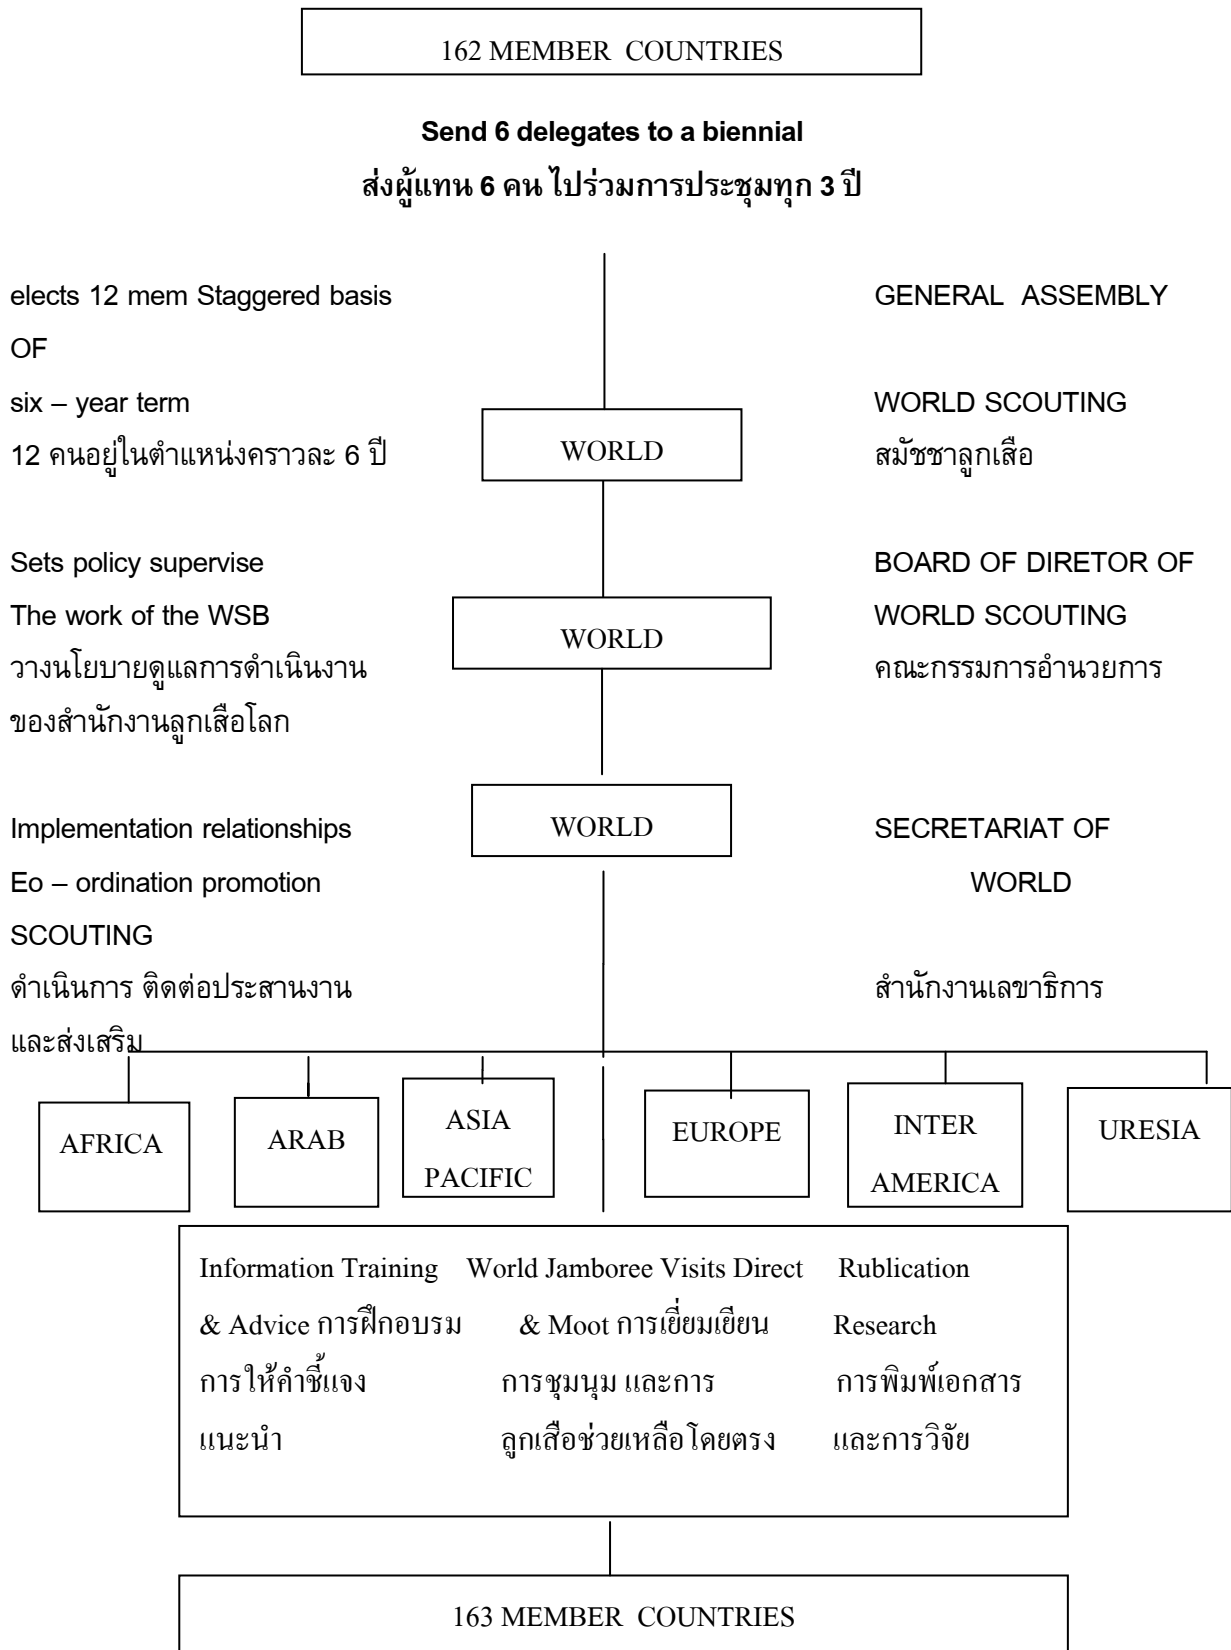 162 MEMBER COUNTRIES
Send 6 delegates to a biennial
ส่งผู้แทน 6 คน ไปร่วมการประชุมทุก 3 ปี
elects 12 mem Staggered basis GENERAL ASSEMBLY
OF
six – year term WORLD SCOUTING
12 คนอยู่ในตำแหน่งคราวละ 6 ปี WORLD สมัชชาลูกเสือ
Sets policy supervise BOARD OF DIRETOR OF
The work of the WSB WORLD WORLD SCOUTING
วางนโยบายดูแลการดำเนินงาน คณะกรรมการอำนวยการ
ของสำนักงานลูกเสือโลก
Implementation relationships WORLD SECRETARIAT OF
Eo – ordination promotion WORLD
SCOUTING
ดำเนินการ ติดต่อประสานงาน สำนักงานเลขาธิการ
และส่งเสริม
AFRICA ARAB ASIA PACIFIC EUROPE INTER AMERICA URESIA
Information Training World Jamboree Visits Direct Rublication
& Advice การฝึกอบรม & Moot การเยี่ยมเยียน Research
การให้คำชี้แจง การชุมนุม และการ การพิมพ์เอกสาร
แนะนำ ลูกเสือช่วยเหลือโดยตรง และการวิจัย
163 MEMBER COUNTRIES